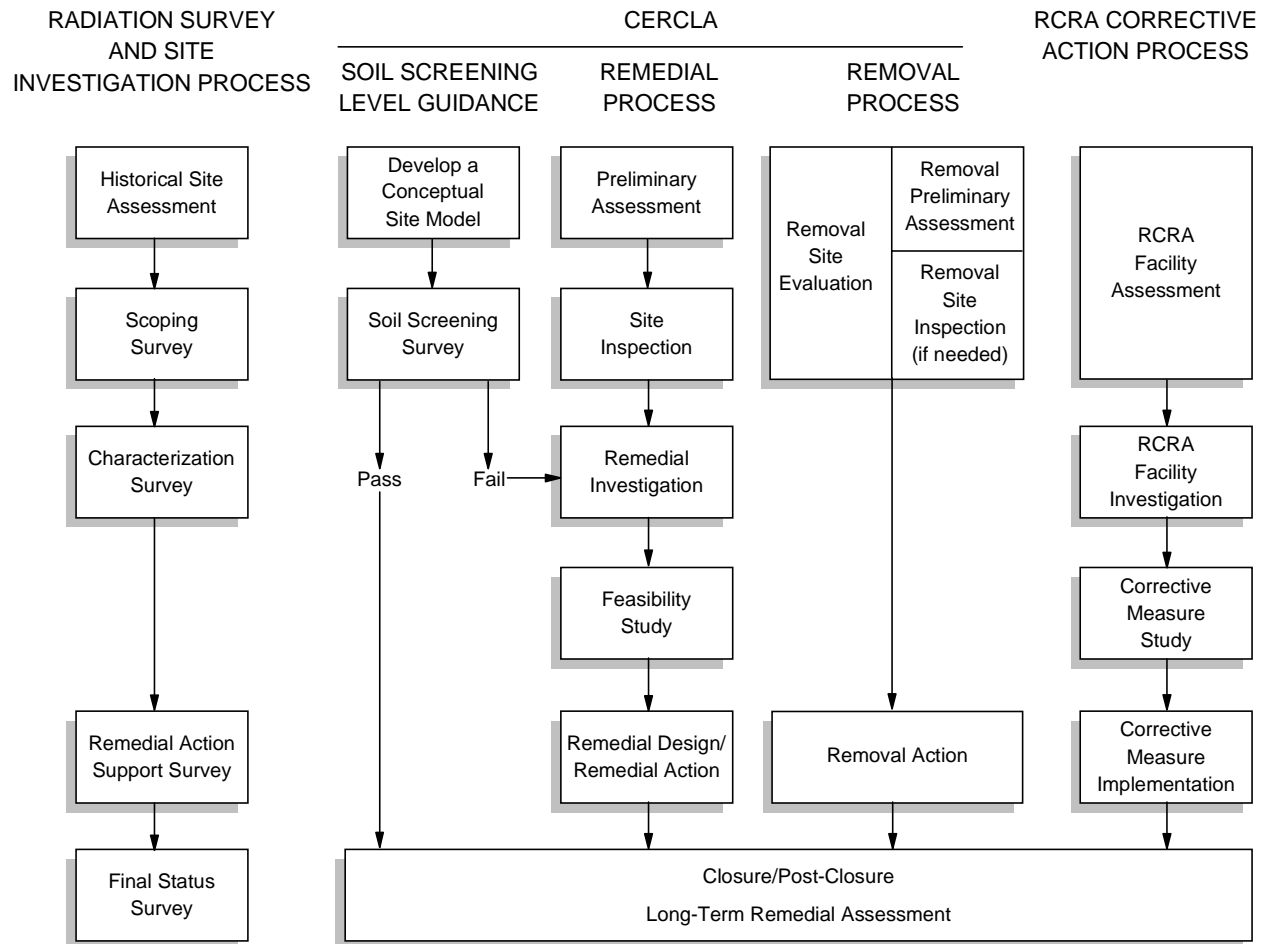 RADIATION SURVEY
AND SITE
INVESTIGATION PROCESS
CERCLA
SOIL SCREENING
LEVEL GUIDANCE
REMEDIAL
PROCESS
REMOVAL
PROCESS
RCRA CORRECTIVE
ACTION PROCESS
Historical Site
Assessment
Scoping
Survey
Characterization
Survey
Remedial Action
Support Survey
Final Status
Survey
Develop a
Conceptual
Site Model
Soil Screening
Survey
Pass
Fail
Preliminary
Assessment
Site
Inspection
Remedial
Investigation
Feasibility
Study
Remedial Design/
Remedial Action
Removal
Site
Evaluation
Removal
Preliminary
Assessment
Removal
Site
Inspection
(if needed)
Removal Action
RCRA
Facility
Assessment
RCRA
Facility
Investigation
Corrective
Measure
Study
Corrective
Measure
Implementation
Closure/Post-Closure
Long-Term Remedial Assessment